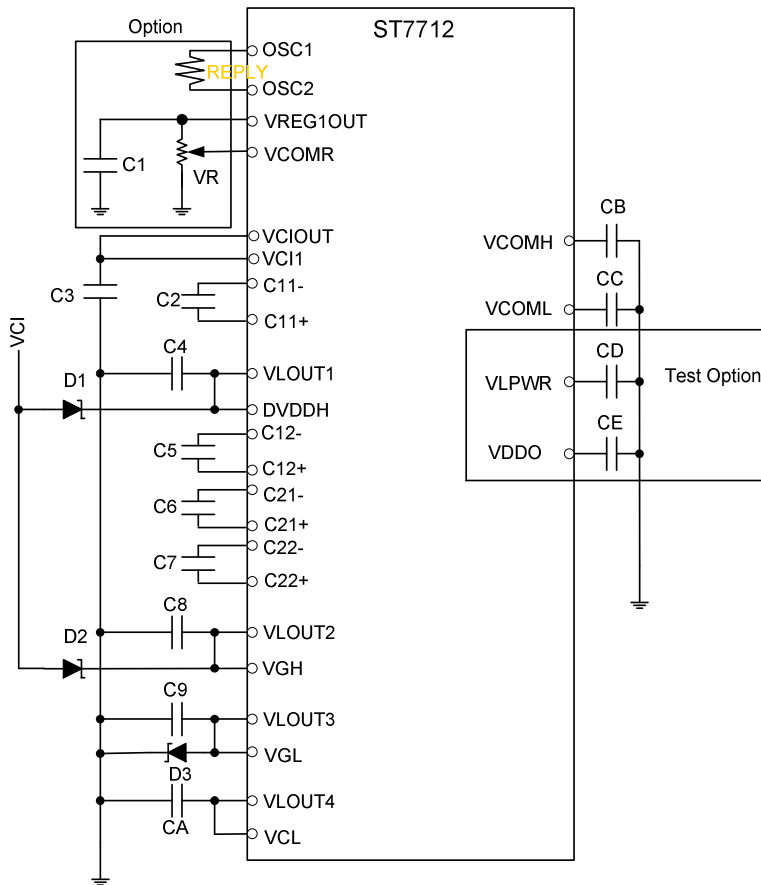 Option
ST7712
OSC1
REPLY
OSC2
VREG1OUT
C1
VCOMR
VR
CB
VCIOUT
VCOMH
VCI1
C3
C11-
C2
CC
C11+
VCOML
VCI
C4
CD
D1
VLOUT1
VLPWR
Test Option
DVDDH
CE
C12-
C5
VDDO
C12+
C21-
C6
C21+
C22-
C7
C22+
C8
D2
VLOUT2
VGH
C9
VLOUT3
VGL
D3
VLOUT4
CA
VCL